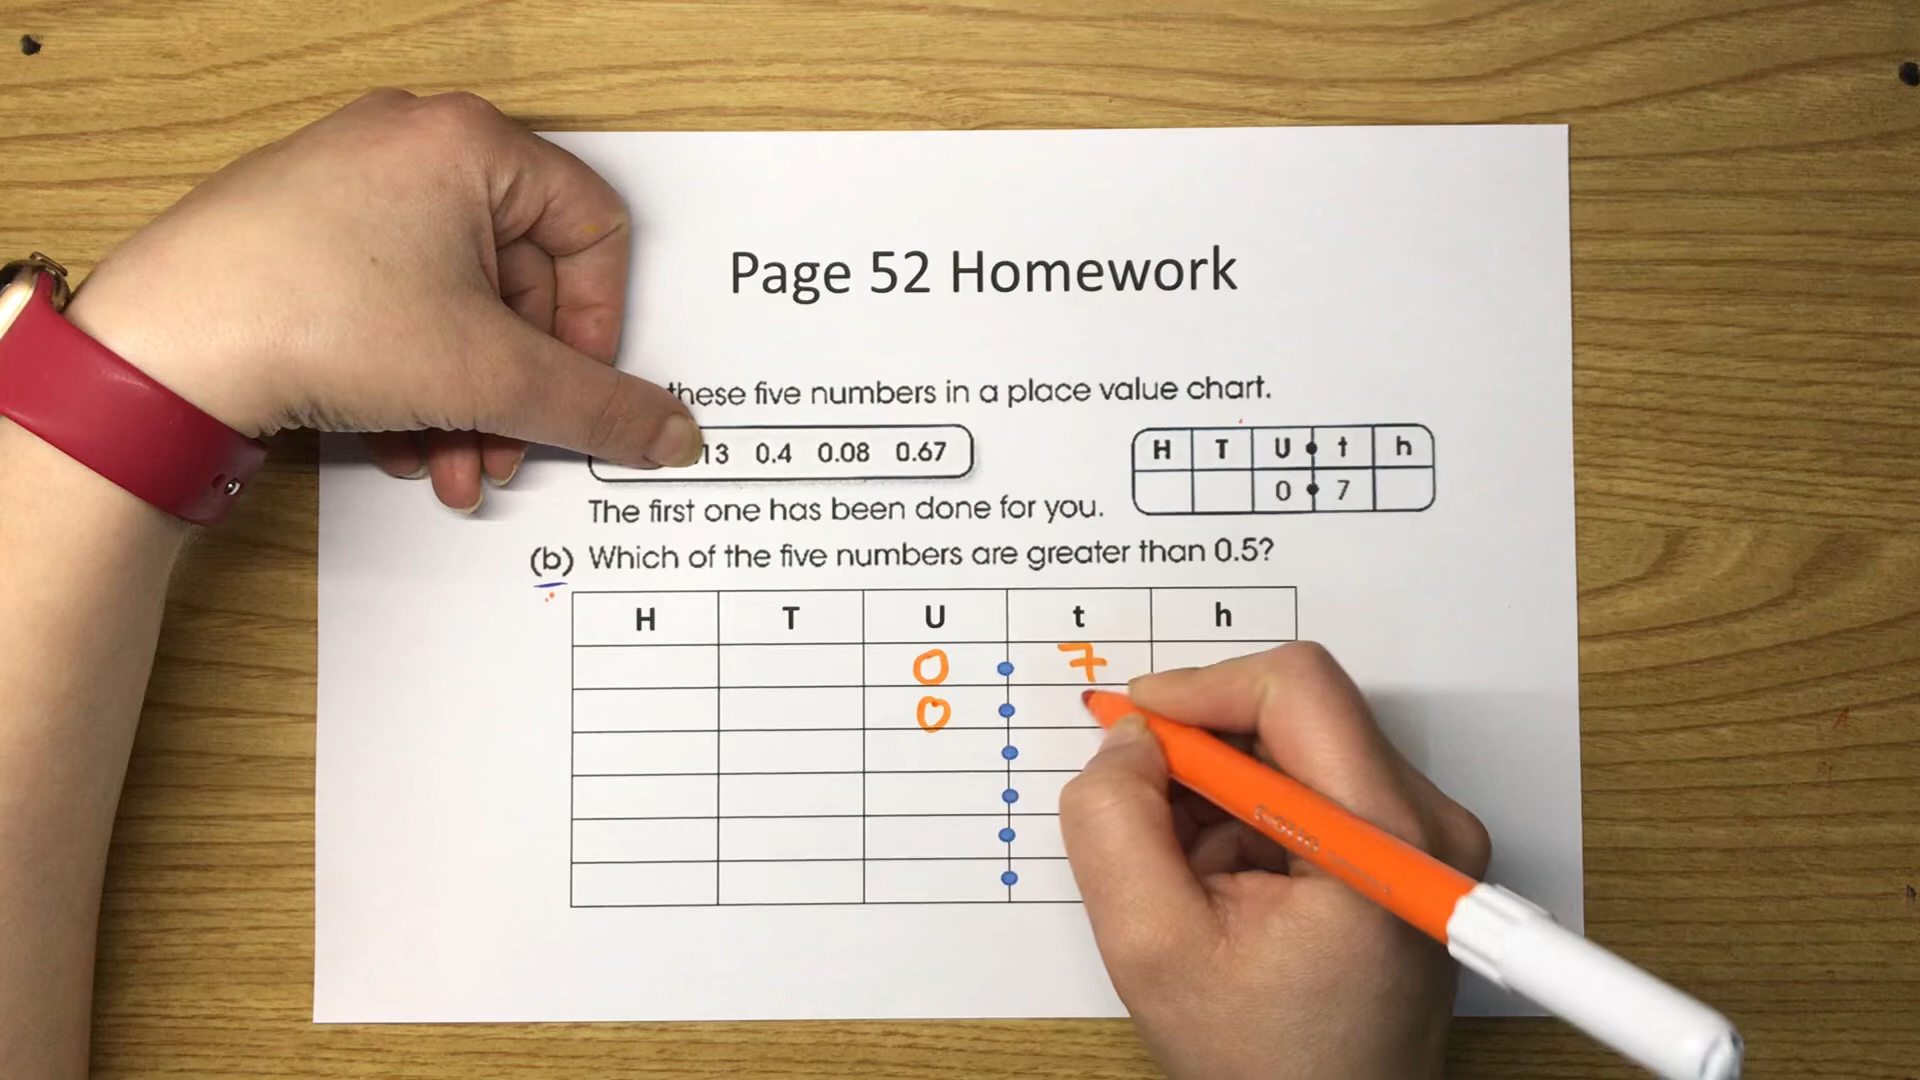 Page 52 Homework
these five numbers in a place value chart.
13 0.4 0.08 0.67
H T U • t h
0 • 7
The first one has been done for you.
(b) Which of the five numbers are greater than 0.5?
H T U t h
0 • 7
0 •